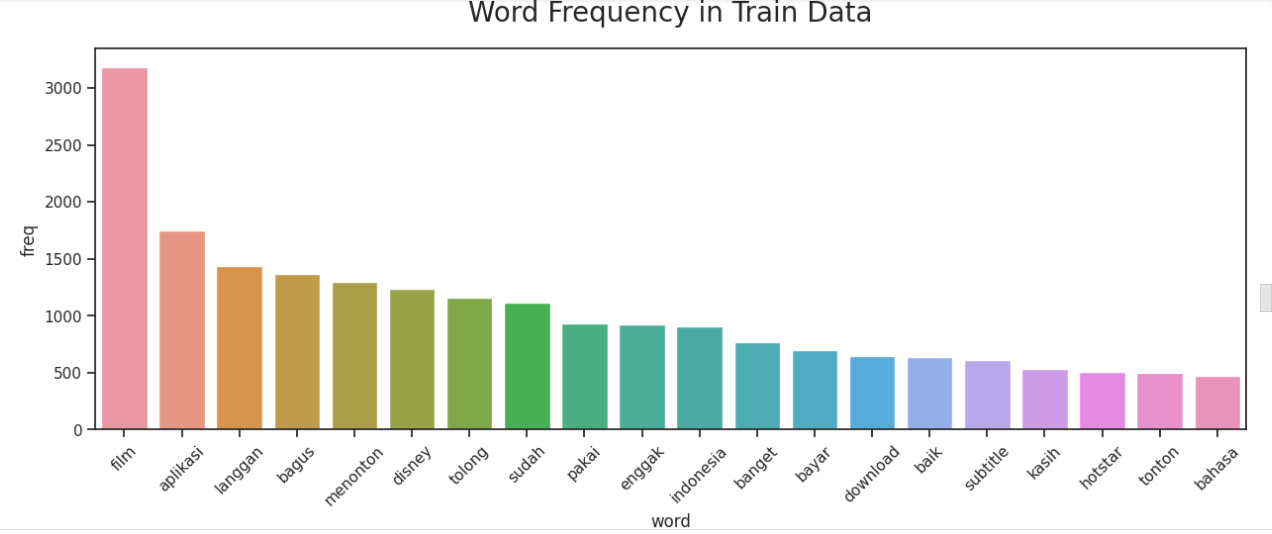 Word Frequency in Train Data
freq
3000
2500
2000
1500
1000
500
0
film
aplikasi
langgan
bagus
menonton
disney
tolong
sudah
pakai
enggak
indonesia
banget
bayar
download
baik
subtitle
kasih
hotstar
tonton
bahasa
word